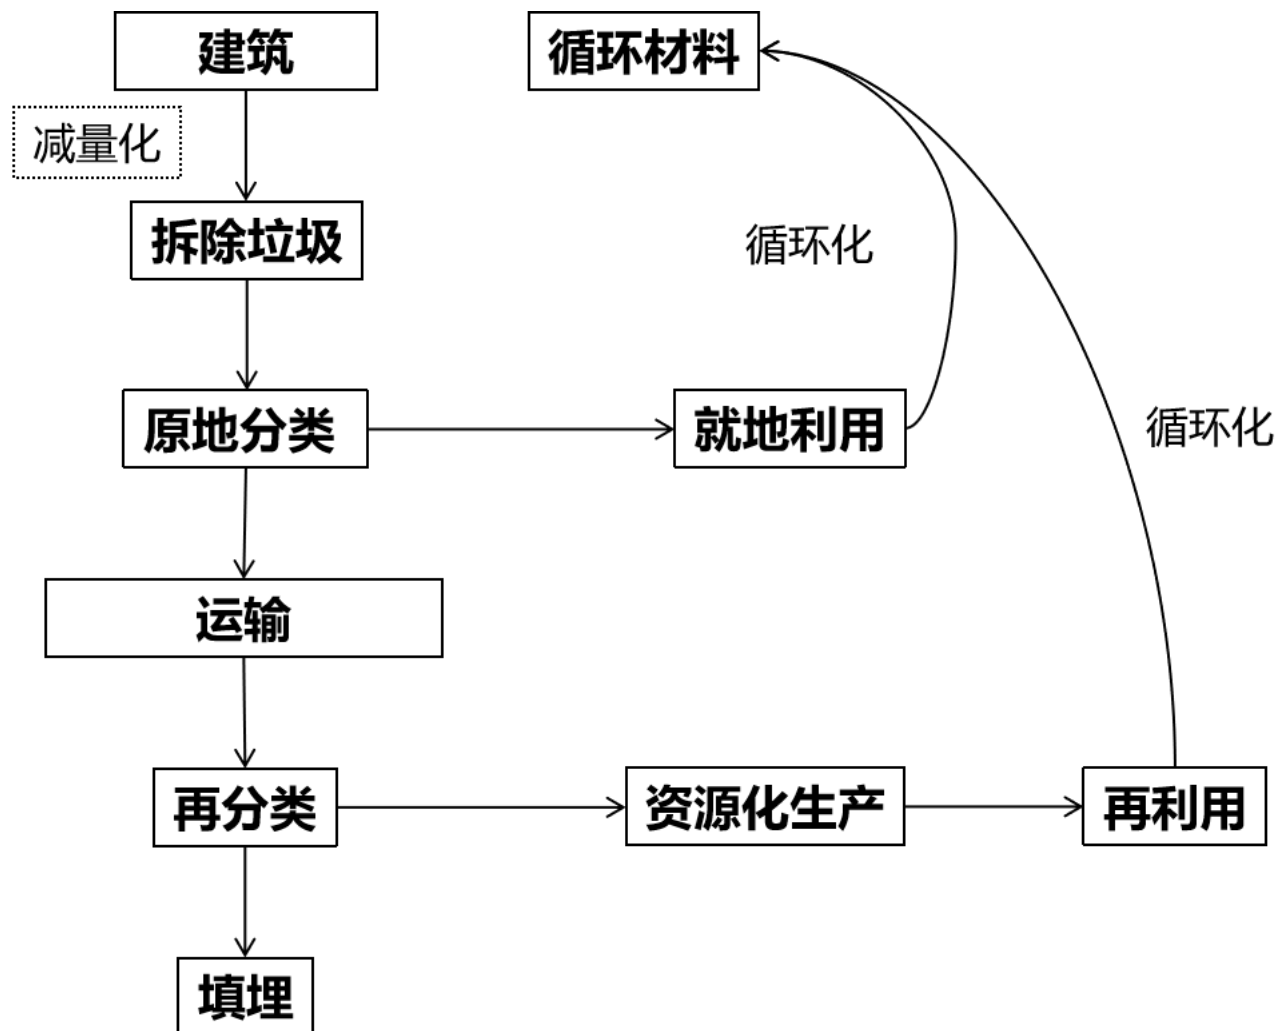 建筑
循环材料
减量化
拆除垃圾
循环化
原地分类
就地利用
循环化
运输
再分类
资源化生产
再利用
填埋